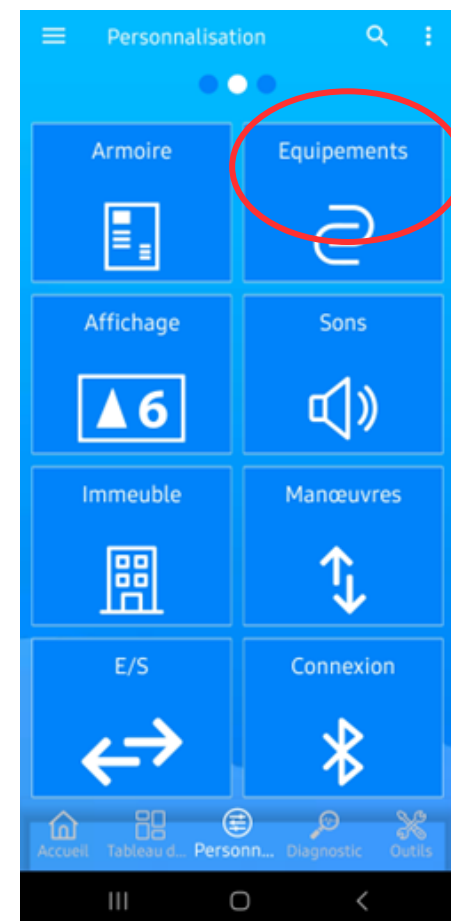 Personnalisation
Armoire
Equipements
Affichage
Sons
6
Immeuble
Manœuvres
E/S
Connexion
Accueil
Tableau d...
Personn...
Diagnostic
Outils